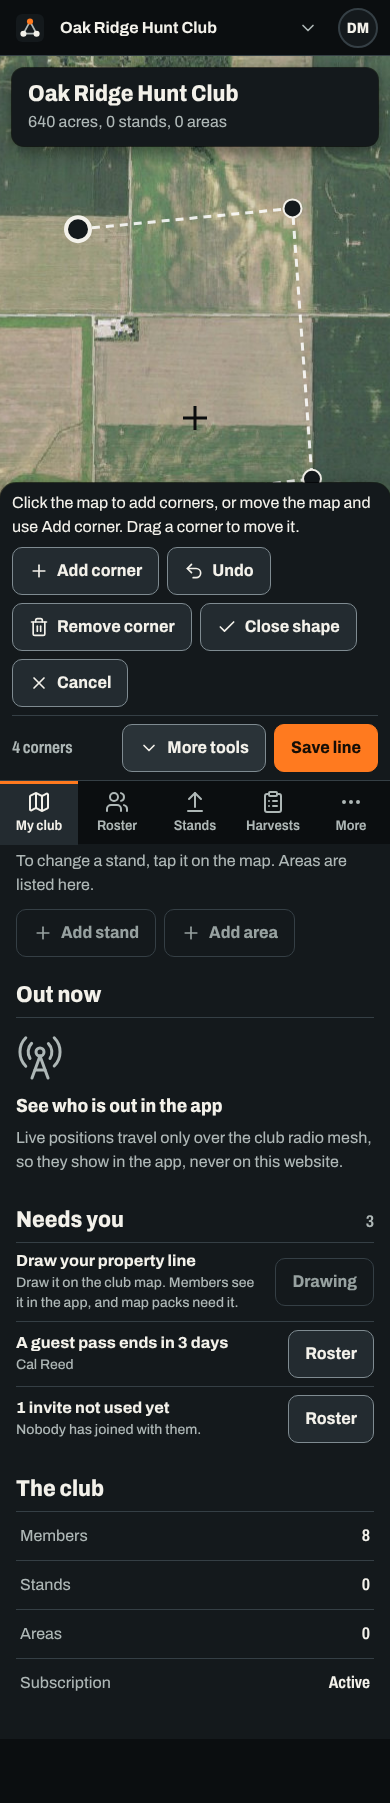 Oak Ridge Hunt Club
DM
Oak Ridge Hunt Club
640 acres, 0 stands, 0 areas
Click the map to add corners, or move the map and
use Add corner. Drag a corner to move it.
Add corner
Undo
Remove corner
Close shape
Cancel
4 corners
More tools
Save line
My club
Roster
Stands
Harvests
More
To change a stand, tap it on the map. Areas are
listed here.
Add stand
Add area
Out now
See who is out in the app
Live positions travel only over the club radio mesh,
so they show in the app, never on this website.
Needs you
3
Draw your property line
Draw it on the club map. Members see
it in the app, and map packs need it.
Drawing
A guest pass ends in 3 days
Cal Reed
Roster
1 invite not used yet
Nobody has joined with them.
Roster
The club
Members
8
Stands
0
Areas
0
Subscription
Active